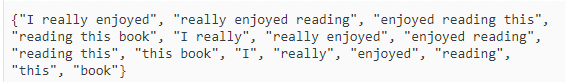 {"I really enjoyed", "really enjoyed reading", "enjoyed reading this",
"reading this book", "I really", "really enjoyed", "enjoyed reading",
"reading this", "this book", "I", "really", "enjoyed", "reading",
"this", "book"}